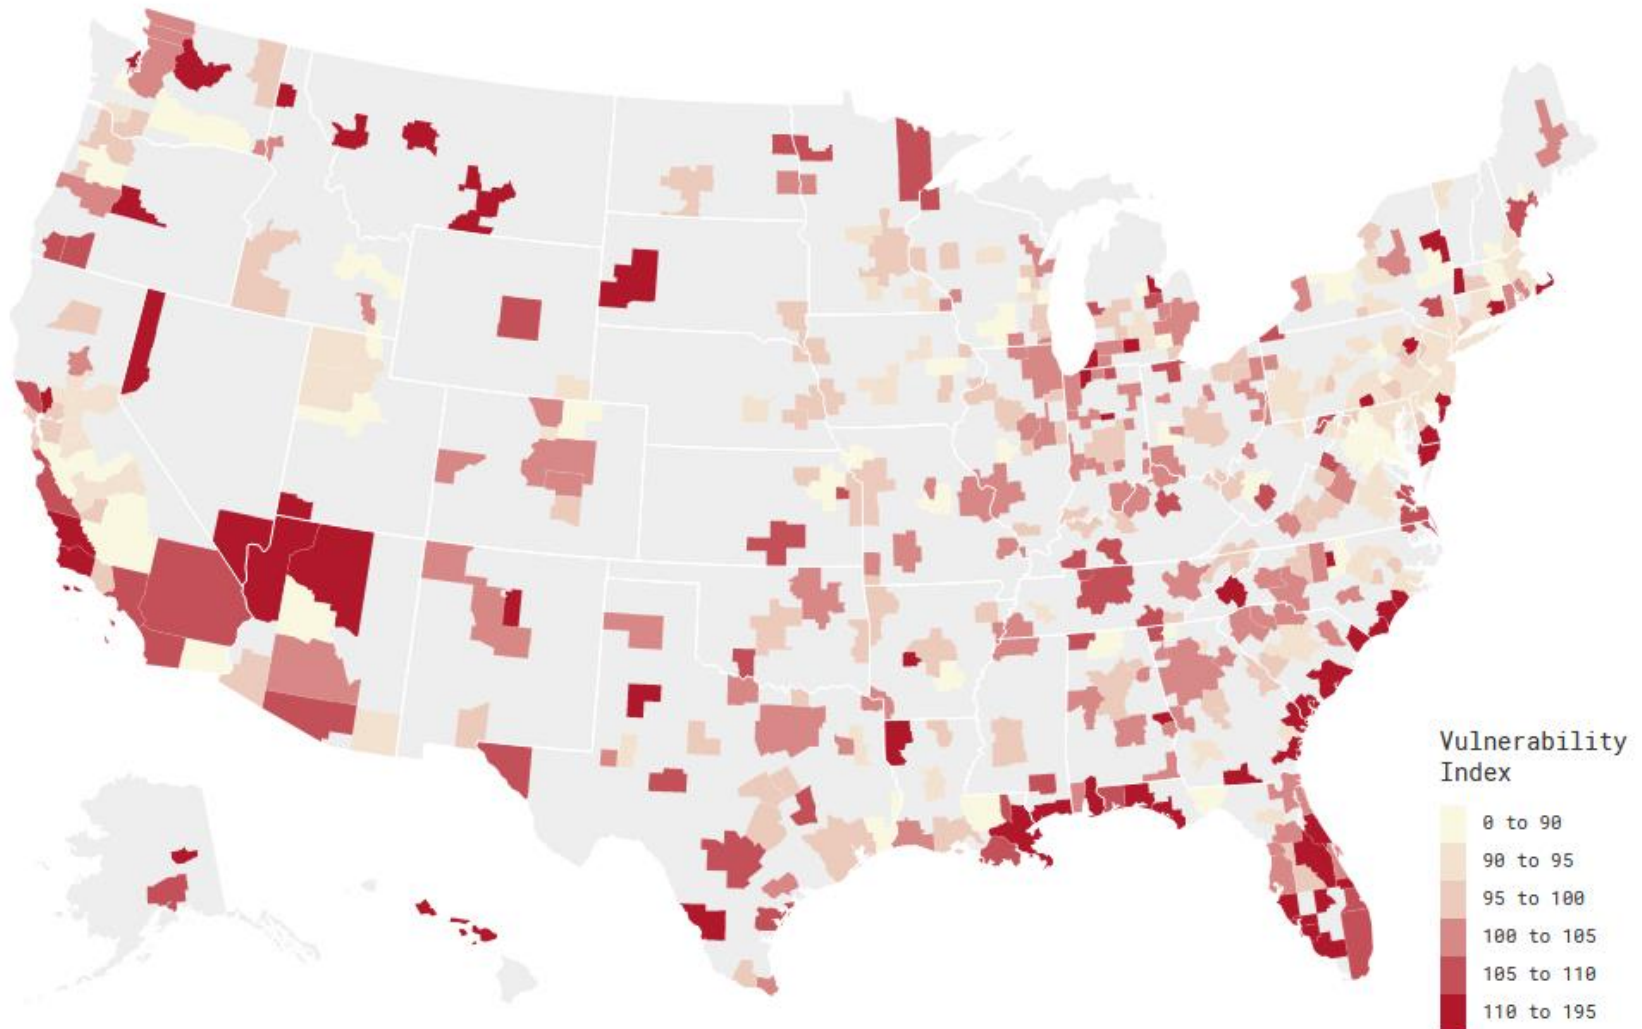 Vulnerability
Index
0 to 90
90 to 95
95 to 100
100 to 105
105 to 110
110 to 195